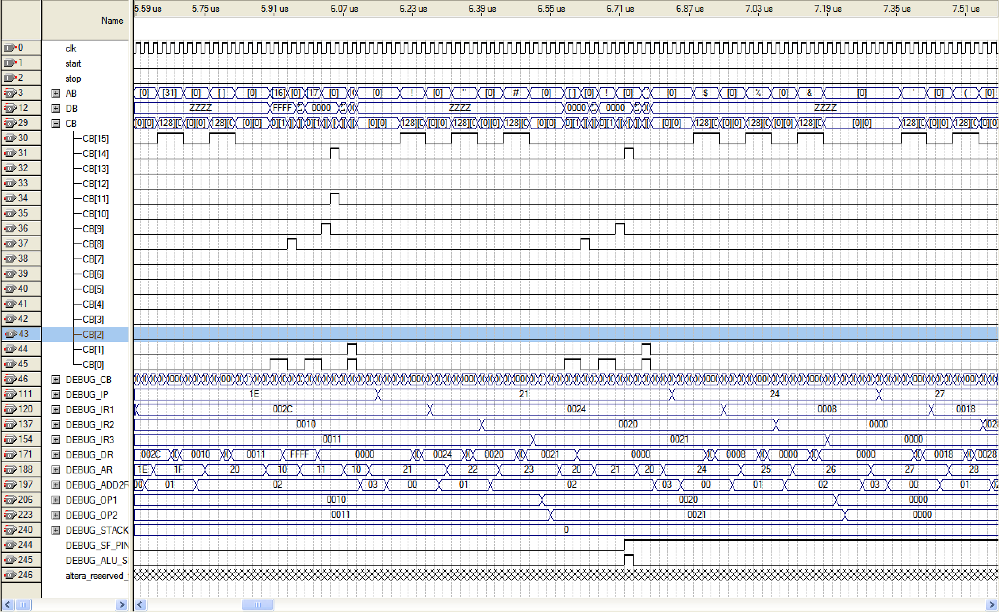 Name 5.59 us 5.75 us 5.91 us 6.07 us 6.23 us 6.39 us 6.55 us 6.71 us 6.87 us 7.03 us 7.19 us 7.35 us 7.51 us
0 clk
1 start
2 stop
3 AB [0] [31] [0] [ ] [0] [16] [0] [17 [0] [0] ! [0] " [0] # [0] [ ] [0] ! [0] [0] $ [0] % [0] & [0] ' [0] ( [0]
12 DB ZZZZ FFFF 0000 ZZZZ 0000 0000 ZZZZ
29 CB [0][0] 128][0 [0][0] 128][0 [0][0] 0][1 0][1 [0][0] 128][0 [0][0] 128][0 [0][0] 128][0 [0][0] 0][1 0][1 [0][0] 128][0 [0][0] 128][0 [0][0] 128][0 [0][0] 128][0 [0][0] 128][0 [0][0]
30 CB[15]
31 CB[14]
32 CB[13]
33 CB[12]
34 CB[11]
35 CB[10]
36 CB[9]
37 CB[8]
38 CB[7]
39 CB[6]
40 CB[5]
41 CB[4]
42 CB[3]
43 CB[2]
44 CB[1]
45 CB[0]
46 DEBUG_CB
111 DEBUG_IP 1E 21 24 27
120 DEBUG_IR1 002C 0024 0008 0018
137 DEBUG_IR2 0010 0020 0000
154 DEBUG_IR3 0011 0021 0000
171 DEBUG_DR 002C 0010 0011 FFFF 0000 0024 0020 0021 0000 0008 0000 0000 0018 0028
188 DEBUG_AR 1E 1F 20 10 11 10 21 22 23 20 21 20 24 25 26 27 28
197 DEBUG_ADD2R 00 01 02 03 00 01 02 03 00 01 02 03 00 01
206 DEBUG_OP1 0010 0020 0000
223 DEBUG_OP2 0011 0021 0000
240 DEBUG_STACK 0
244 DEBUG_SF_PIN
245 DEBUG_ALU_S
246 altera_reserved_